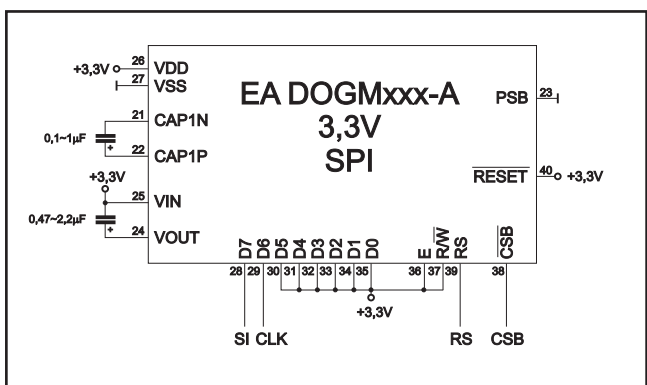 EA DOGMxxx-A
3,3V
SPI
+3,3V
26 VDD
27 VSS
21 CAP1N
0,1~1µF
+
22 CAP1P
+3,3V
25 VIN
0,47~2,2µF
+
24 VOUT
PSB 23
RESET 40 +3,3V
D7 D6 D5 D4 D3 D2 D1 D0 E R/W RS CSB
28 29 30 31 32 33 34 35 36 37 39 38
+3,3V
SI CLK RS CSB